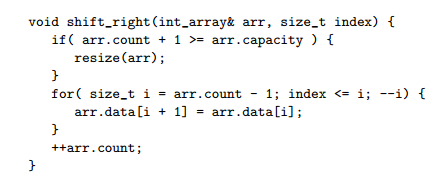 void shift_right(int_array& arr, size_t index) {
   if( arr.count + 1 >= arr.capacity ) {
      resize(arr);
   }
   for( size_t i = arr.count - 1; index <= i; --i) {
      arr.data[i + 1] = arr.data[i];
   }
   ++arr.count;
}